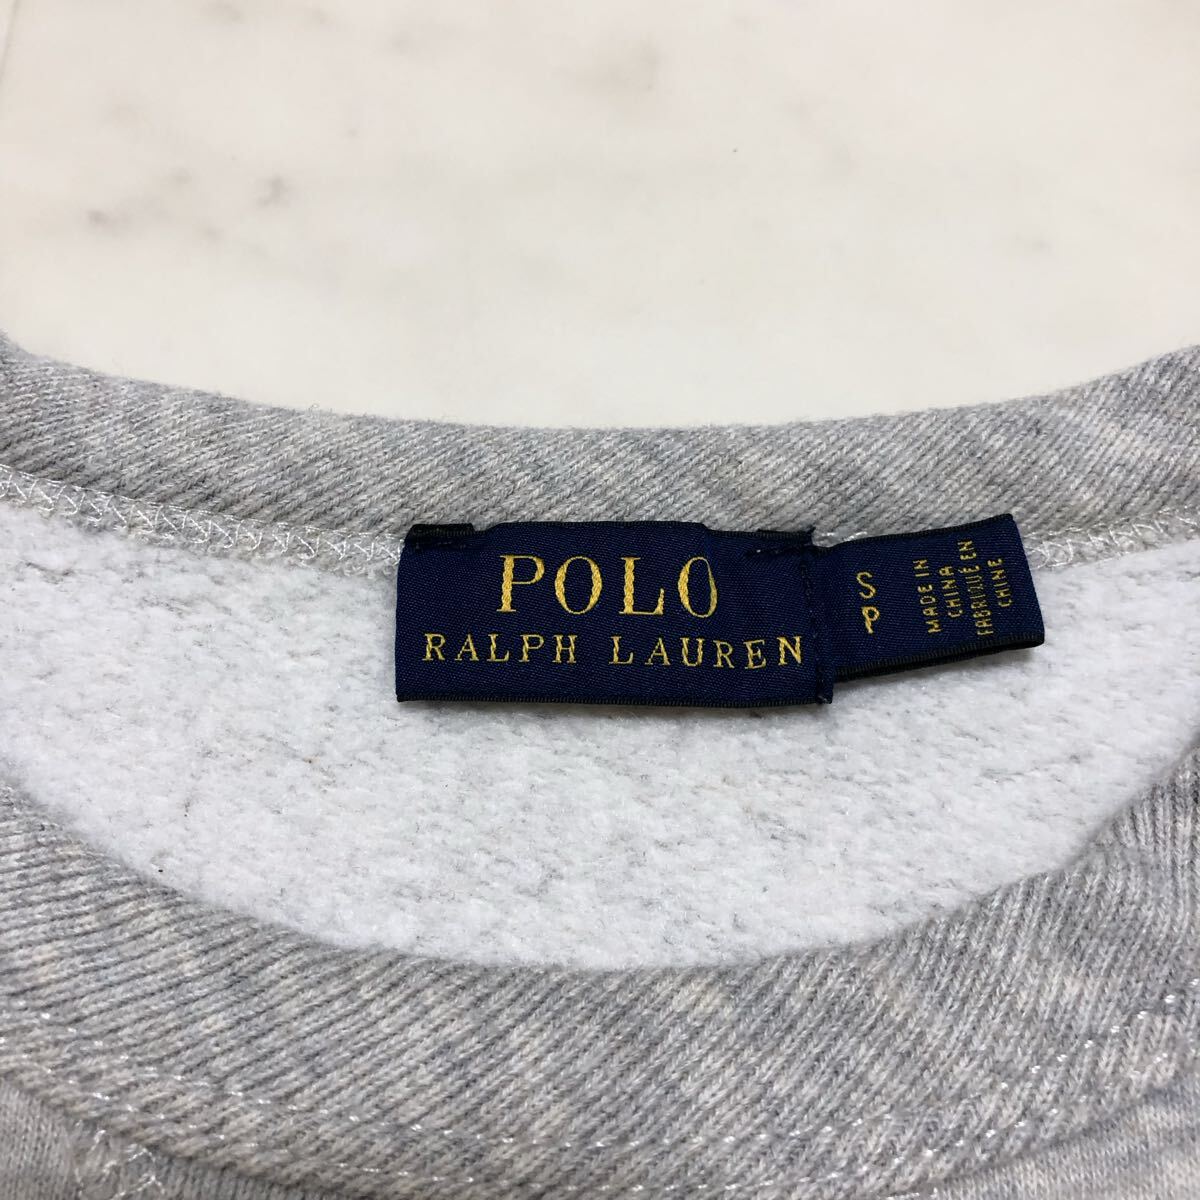 POLO
RALPH LAUREN
S
P
MADE IN
CHINA
FABRIQUÉ EN
CHINE